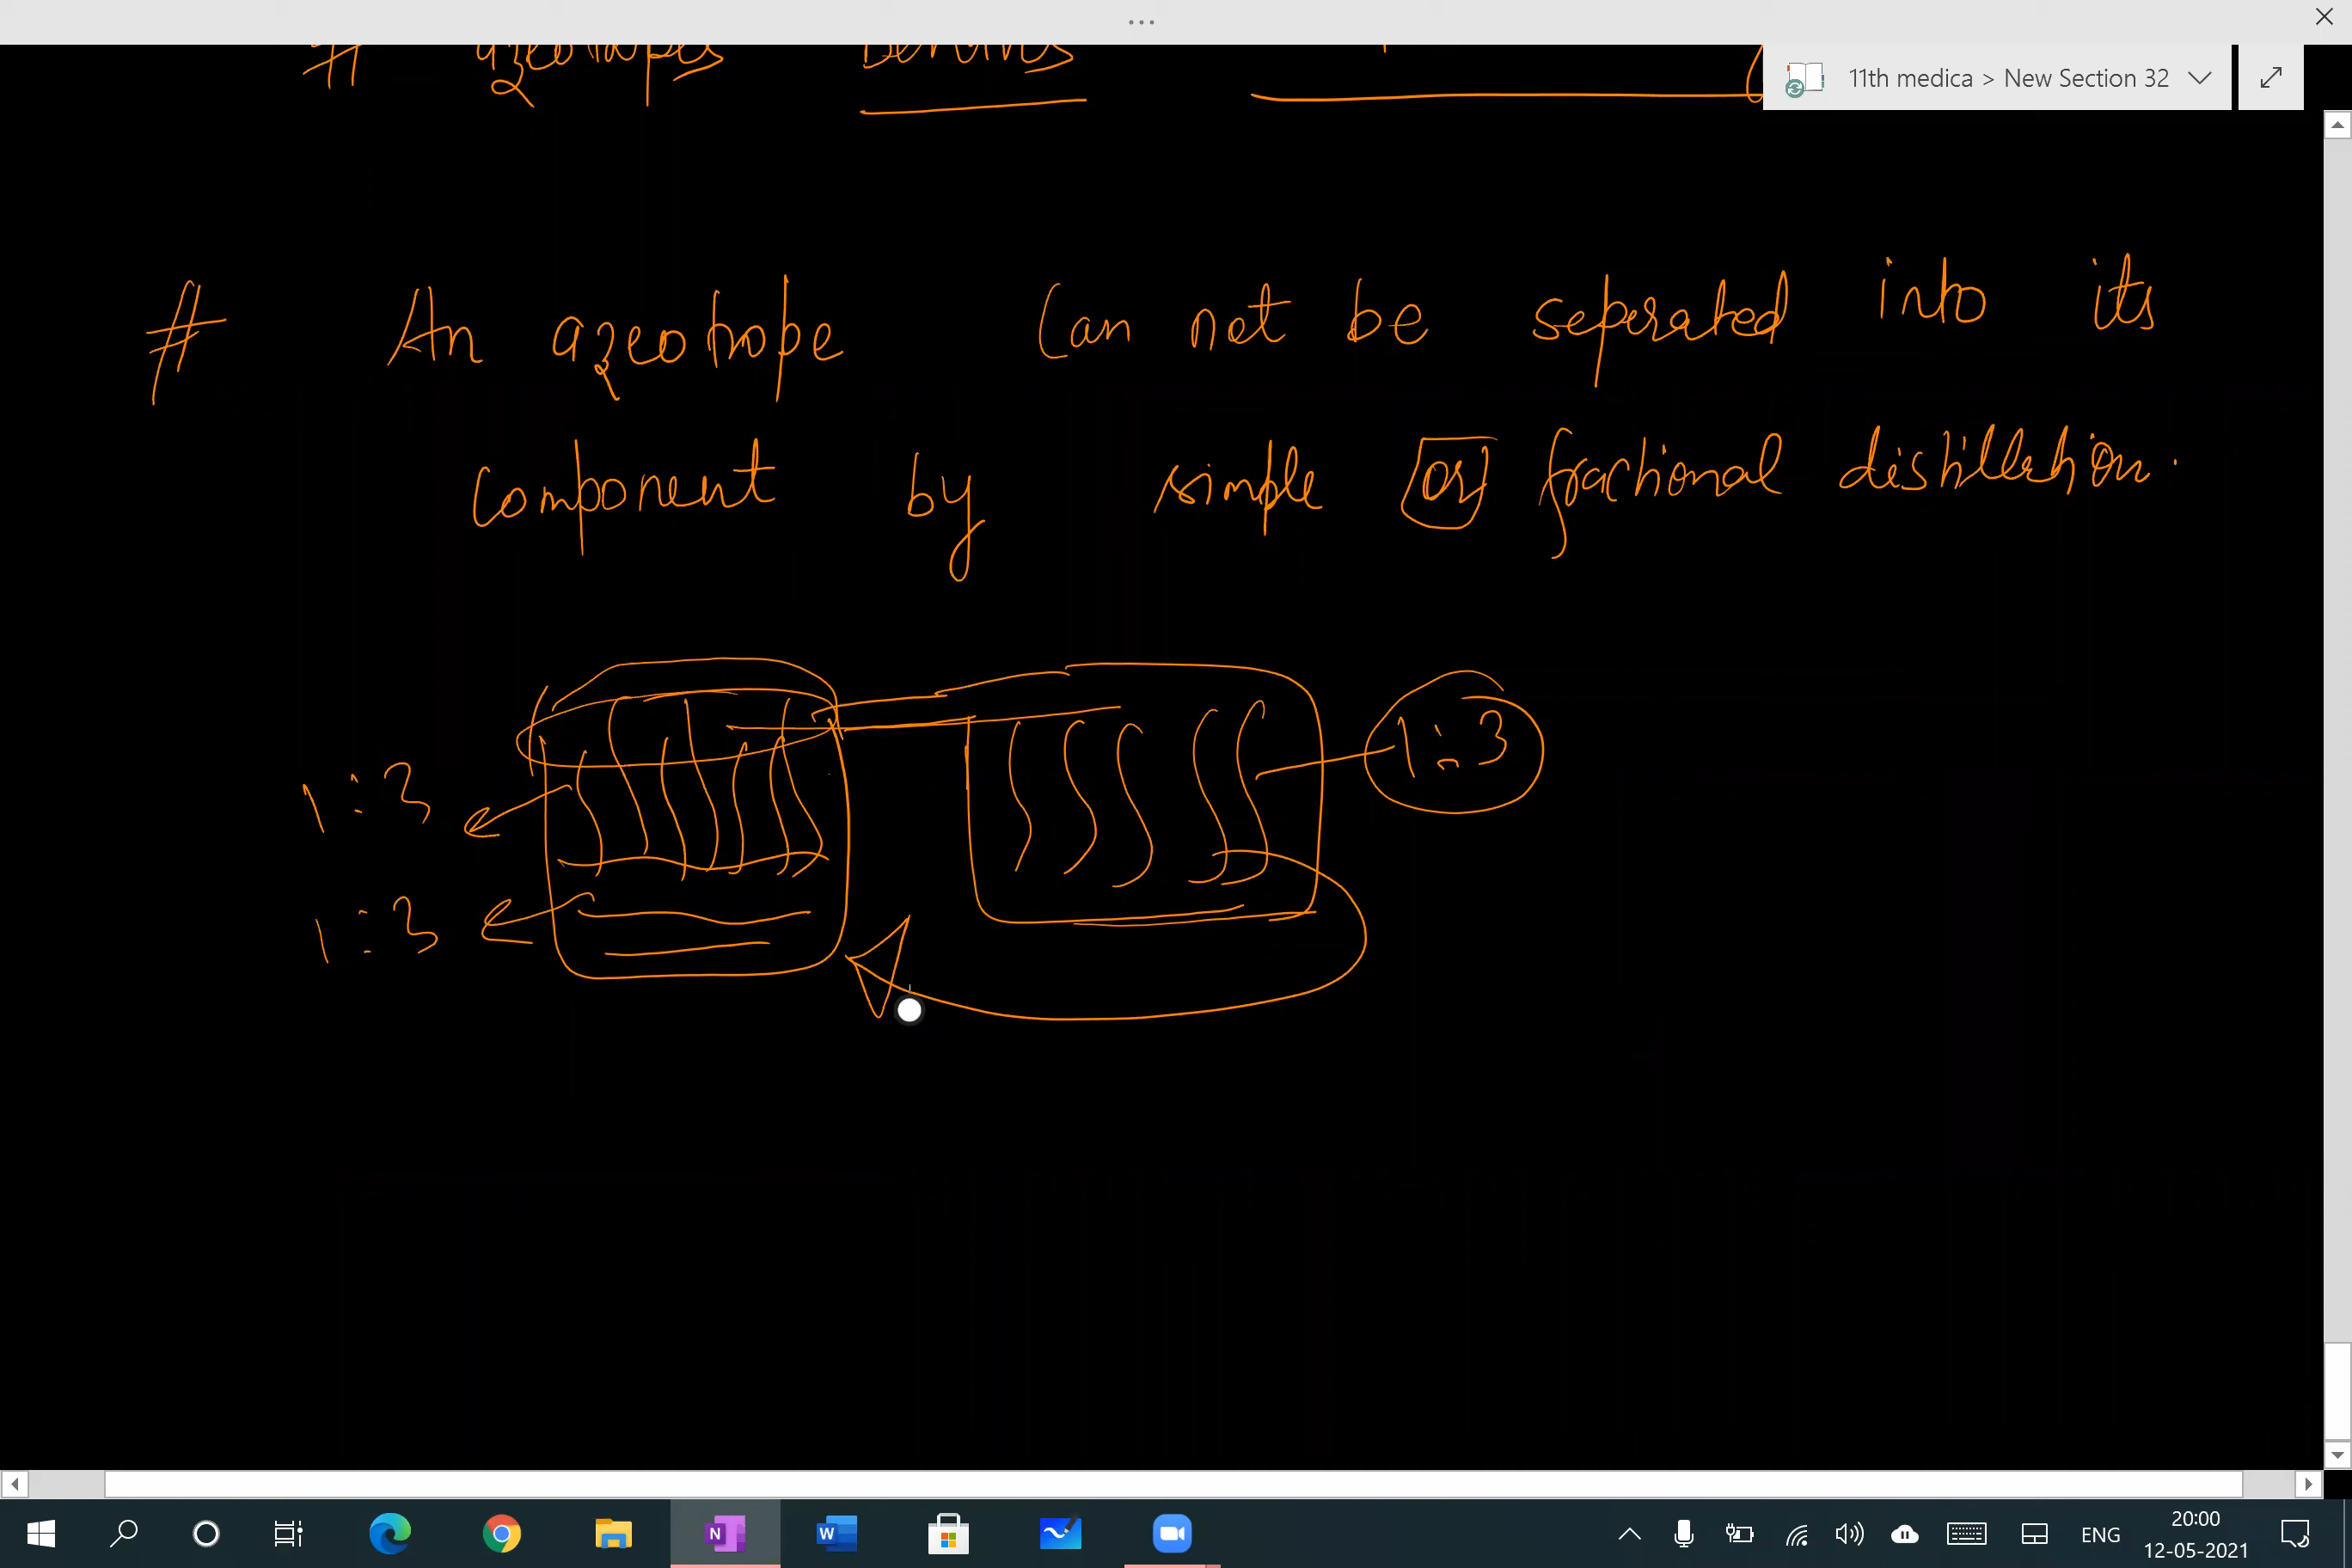 # azeotropes
11th medica > New Section 32
# An azeotrope can not be seperated into its
component by simple or fractional distillation.
1:3
1:3
1:3
ENG
20:00
12-05-2021